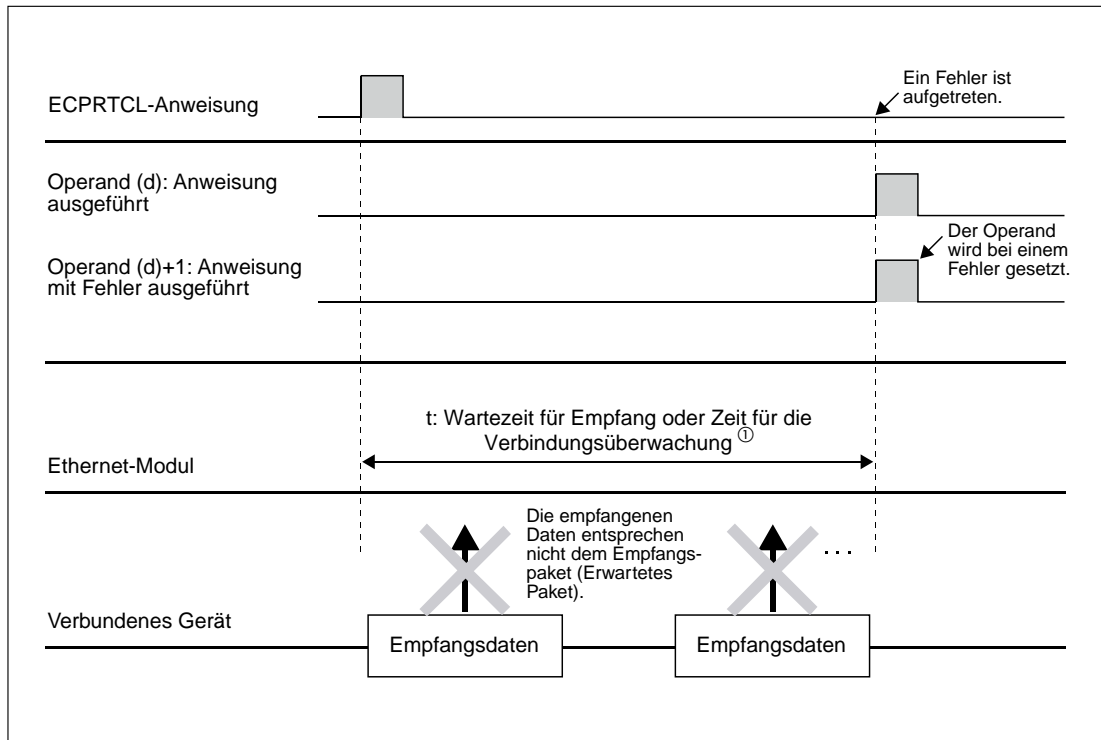 ECPRTCL-Anweisung
Ein Fehler ist
aufgetreten.
Operand (d): Anweisung
ausgeführt
Operand (d)+1: Anweisung
mit Fehler ausgeführt
Der Operand
wird bei einem
Fehler gesetzt.
t: Wartezeit für Empfang oder Zeit für die
Verbindungsüberwachung ①
Ethernet-Modul
Die empfangenen
Daten entsprechen
nicht dem Empfangs-
paket (Erwartetes
Paket).
. . .
Verbundenes Gerät
Empfangsdaten
Empfangsdaten